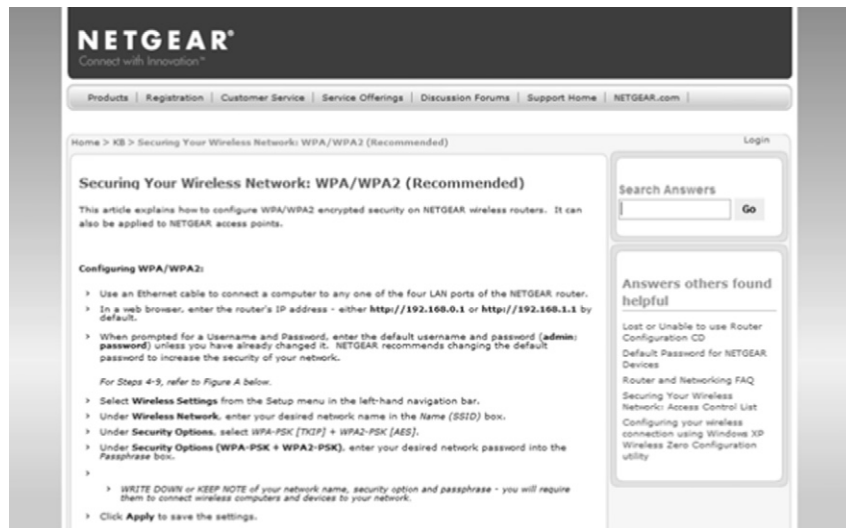 NETGEAR®
Connect with Innovation™
Products | Registration | Customer Service | Service Offerings | Discussion Forums | Support Home | NETGEAR.com |
Home > KB > Securing Your Wireless Network: WPA/WPA2 (Recommended)
Login
Securing Your Wireless Network: WPA/WPA2 (Recommended)
This article explains how to configure WPA/WPA2 encrypted security on NETGEAR wireless routers. It can
also be applied to NETGEAR access points.
Configuring WPA/WPA2:
> Use an Ethernet cable to connect a computer to any one of the four LAN ports of the NETGEAR router.
> In a web browser, enter the router's IP address - either http://192.168.0.1 or http://192.168.1.1 by
default.
> When prompted for a Username and Password, enter the default username and password (admin:
password) unless you have already changed it. NETGEAR recommends changing the default
password to increase the security of your network.
For Steps 4-9, refer to Figure A below.
> Select Wireless Settings from the Setup menu in the left-hand navigation bar.
> Under Wireless Network, enter your desired network name in the Name (SSID) box.
> Under Security Options, select WPA-PSK [TKIP] + WPA2-PSK [AES].
> Under Security Options (WPA-PSK + WPA2-PSK), enter your desired network password into the
Passphrase box.
>
> WRITE DOWN or KEEP NOTE of your network name, security option and passphrase - you will require
them to connect wireless computers and devices to your network.
> Click Apply to save the settings.
Search Answers
Go
Answers others found
helpful
Lost or Unable to use Router
Configuration CD
Default Password for NETGEAR
Devices
Router and Networking FAQ
Securing Your Wireless
Network: Access Control List
Configuring your wireless
connection using Windows XP
Wireless Zero Configuration
utility